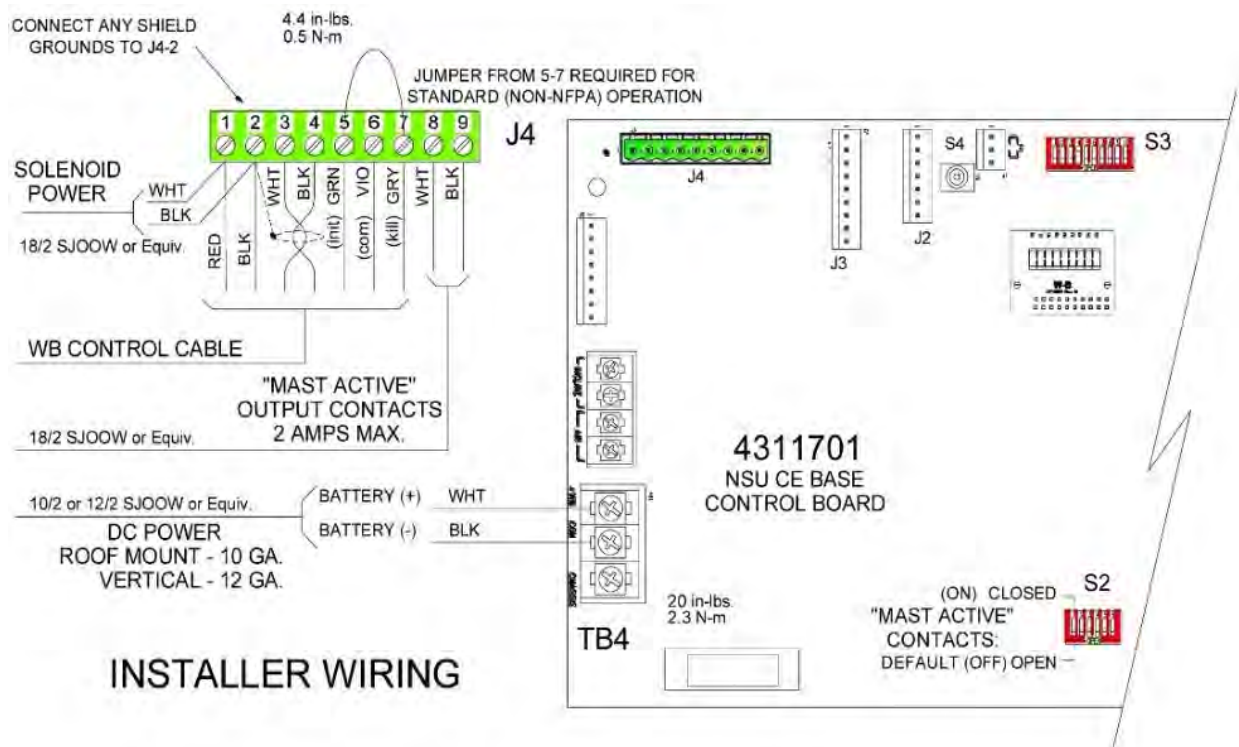 CONNECT ANY SHIELD
GROUNDS TO J4-2
4.4 in-lbs.
0.5 N-m
JUMPER FROM 5-7 REQUIRED FOR
STANDARD (NON-NFPA) OPERATION
1 2 3 4 5 6 7 8 9
J4
SOLENOID
POWER
WHT
BLK
18/2 SJOOW or Equiv.
RED
BLK
WHT
BLK
(init) GRN
(com) VIO
(kill) GRY
WHT
BLK
WB CONTROL CABLE
"MAST ACTIVE"
OUTPUT CONTACTS
2 AMPS MAX.
18/2 SJOOW or Equiv.
10/2 or 12/2 SJOOW or Equiv.
BATTERY (+) WHT
BATTERY (-) BLK
DC POWER
ROOF MOUNT - 10 GA.
VERTICAL - 12 GA.
INSTALLER WIRING
J4
J3
J2
S4
S3
W-B
4311701
NSU CE BASE
CONTROL BOARD
TB4
20 in-lbs.
2.3 N-m
S2
(ON) CLOSED
"MAST ACTIVE"
CONTACTS:
DEFAULT (OFF) OPEN